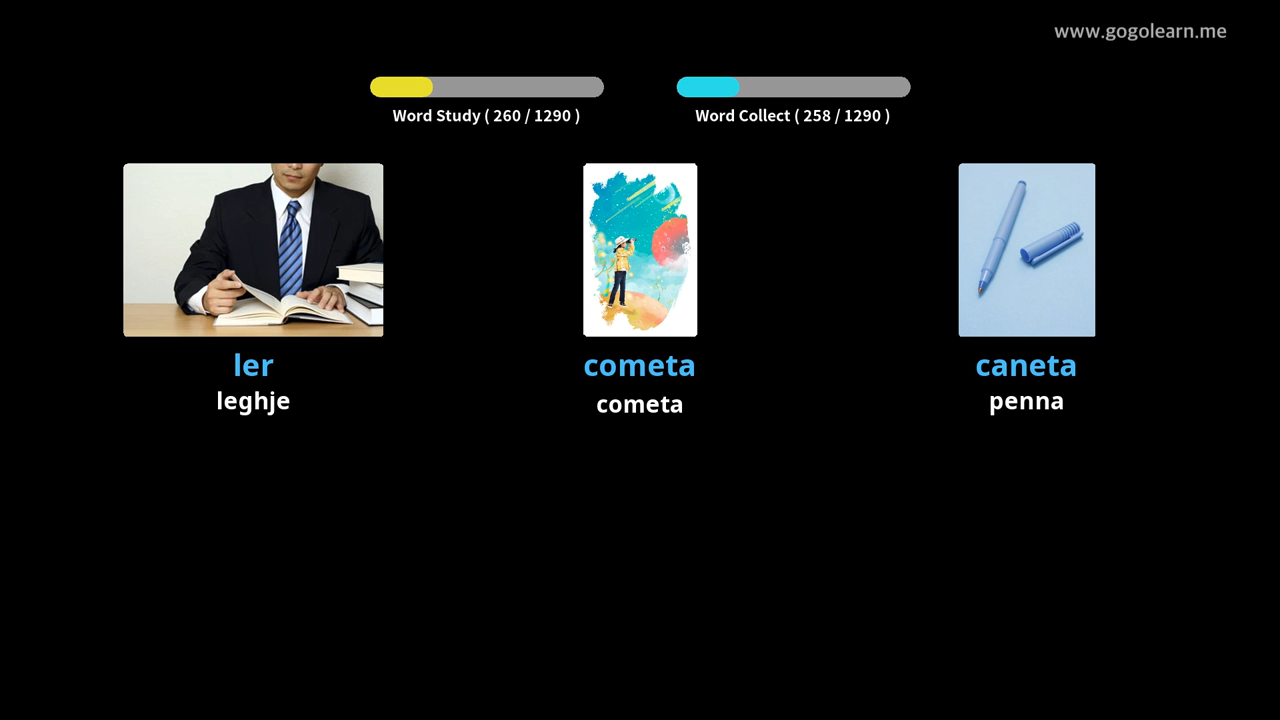 www.gogolearn.me
Word Study ( 260 / 1290 )
Word Collect ( 258 / 1290 )
ler
leghje
cometa
cometa
caneta
penna